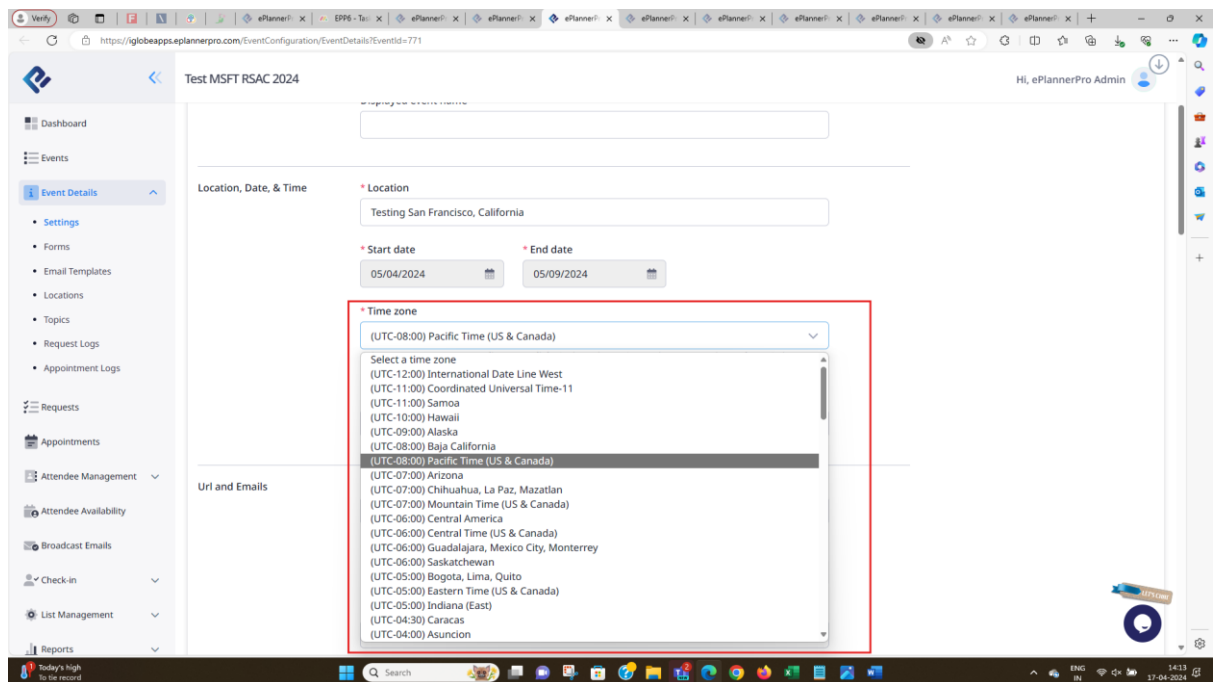 Verify
ePlannerP
EPP6 - Tas
ePlannerP
ePlannerP
ePlannerP
ePlannerP
ePlannerP
ePlannerP
ePlannerP
ePlannerP
ePlannerP
https://iglobeapps.eplannerpro.com/EventConfiguration/EventDetails?EventId=771
Test MSFT RSAC 2024
Hi, ePlannerPro Admin
Displayed event name
Dashboard
Events
Event Details
Settings
Forms
Email Templates
Locations
Topics
Request Logs
Appointment Logs
Requests
Appointments
Attendee Management
Attendee Availability
Broadcast Emails
Check-in
List Management
Reports
Location, Date, & Time
* Location
Testing San Francisco, California
* Start date
* End date
05/04/2024
05/09/2024
* Time zone
(UTC-08:00) Pacific Time (US & Canada)
Select a time zone
(UTC-12:00) International Date Line West
(UTC-11:00) Coordinated Universal Time-11
(UTC-11:00) Samoa
(UTC-10:00) Hawaii
(UTC-09:00) Alaska
(UTC-08:00) Baja California
(UTC-08:00) Pacific Time (US & Canada)
(UTC-07:00) Arizona
(UTC-07:00) Chihuahua, La Paz, Mazatlan
(UTC-07:00) Mountain Time (US & Canada)
(UTC-06:00) Central America
(UTC-06:00) Central Time (US & Canada)
(UTC-06:00) Guadalajara, Mexico City, Monterrey
(UTC-06:00) Saskatchewan
(UTC-05:00) Bogota, Lima, Quito
(UTC-05:00) Eastern Time (US & Canada)
(UTC-05:00) Indiana (East)
(UTC-04:30) Caracas
(UTC-04:00) Asuncion
Url and Emails
Today's high
To tie record
Search
ENG
IN
14:13
17-04-2024